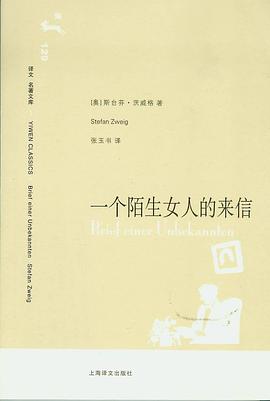 120
译文 名著文库
YIWEN CLASSICS
Brief einer Unbekannten
Stefan Zweig
[奥]斯台芬·茨威格 著
Stefan Zweig
张玉书 译
一个陌生女人的来信
Brief einer Unbekannten
上海译文出版社